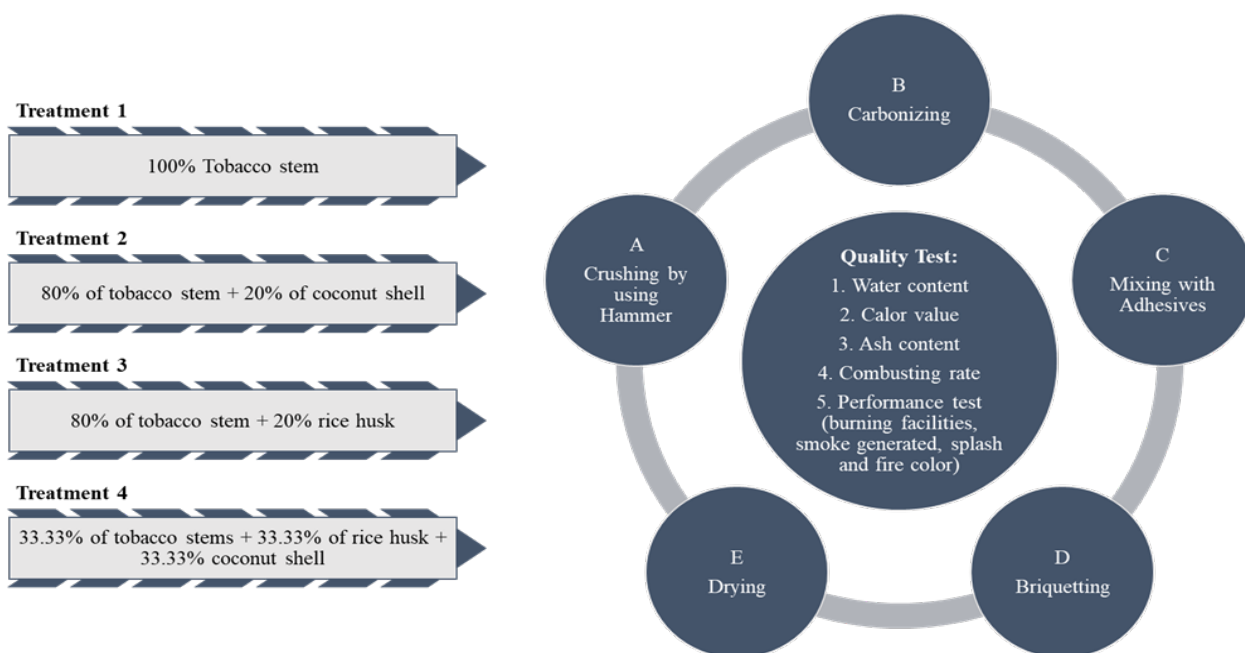 Treatment 1
100% Tobacco stem
Treatment 2
80% of tobacco stem + 20% of coconut shell
Treatment 3
80% of tobacco stem + 20% rice husk
Treatment 4
33.33% of tobacco stems + 33.33% of rice husk +
33.33% coconut shell
A
Crushing by
using
Hammer
B
Carbonizing
C
Mixing with
Adhesives
D
Briquetting
E
Drying
Quality Test:
1. Water content
2. Calor value
3. Ash content
4. Combusting rate
5. Performance test
(burning facilities,
smoke generated, splash
and fire color)